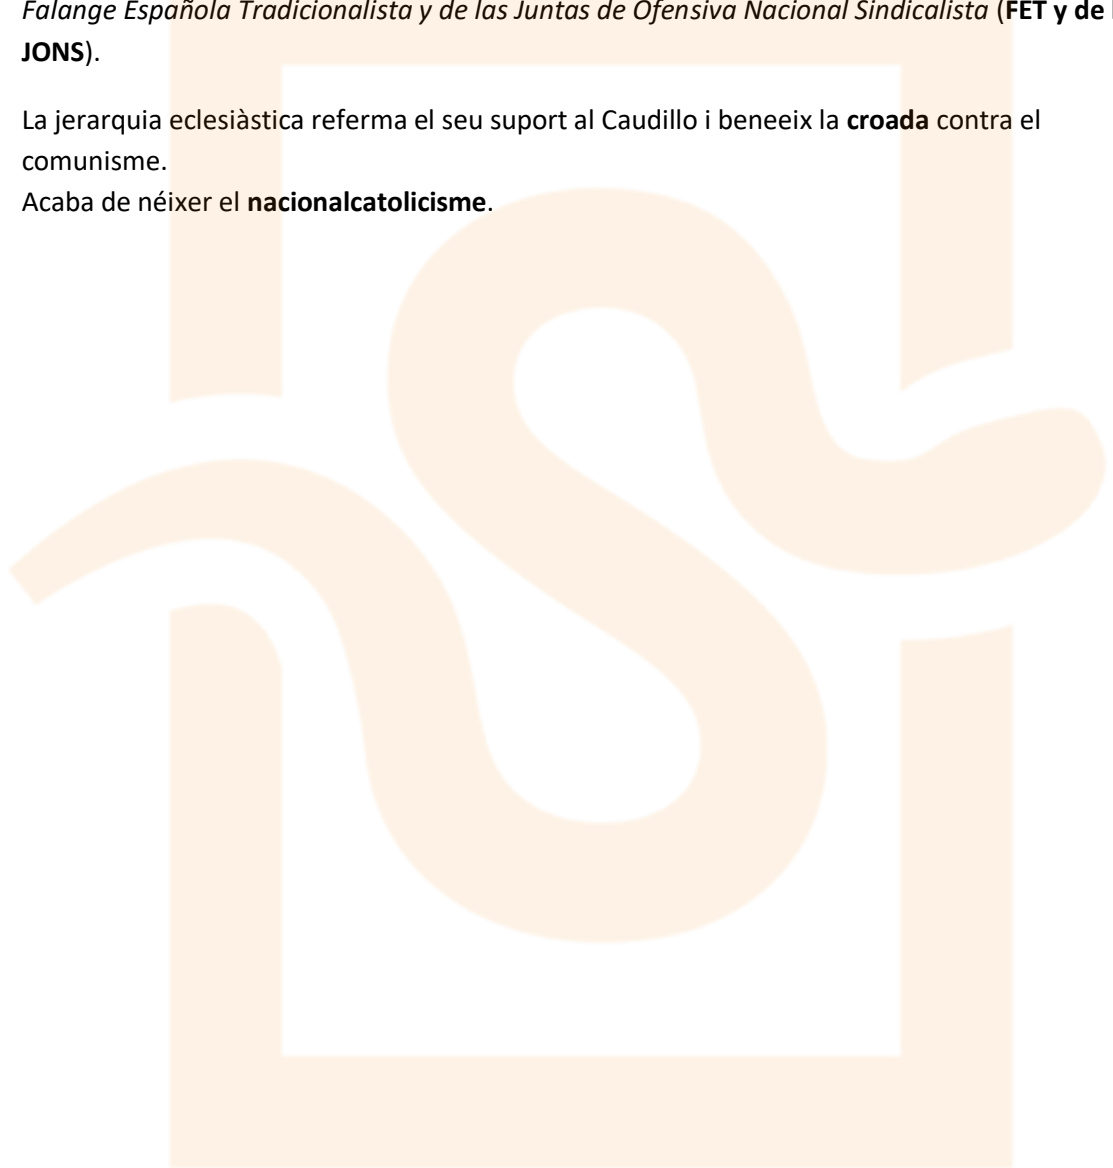 Falange Española Tradicionalista y de las Juntas de Ofensiva Nacional Sindicalista (FET y de
JONS).
La jerarquia eclesiàstica referma el seu suport al Caudillo i beneeix la croada contra el
comunisme.
Acaba de néixer el nacionalcatolicisme.